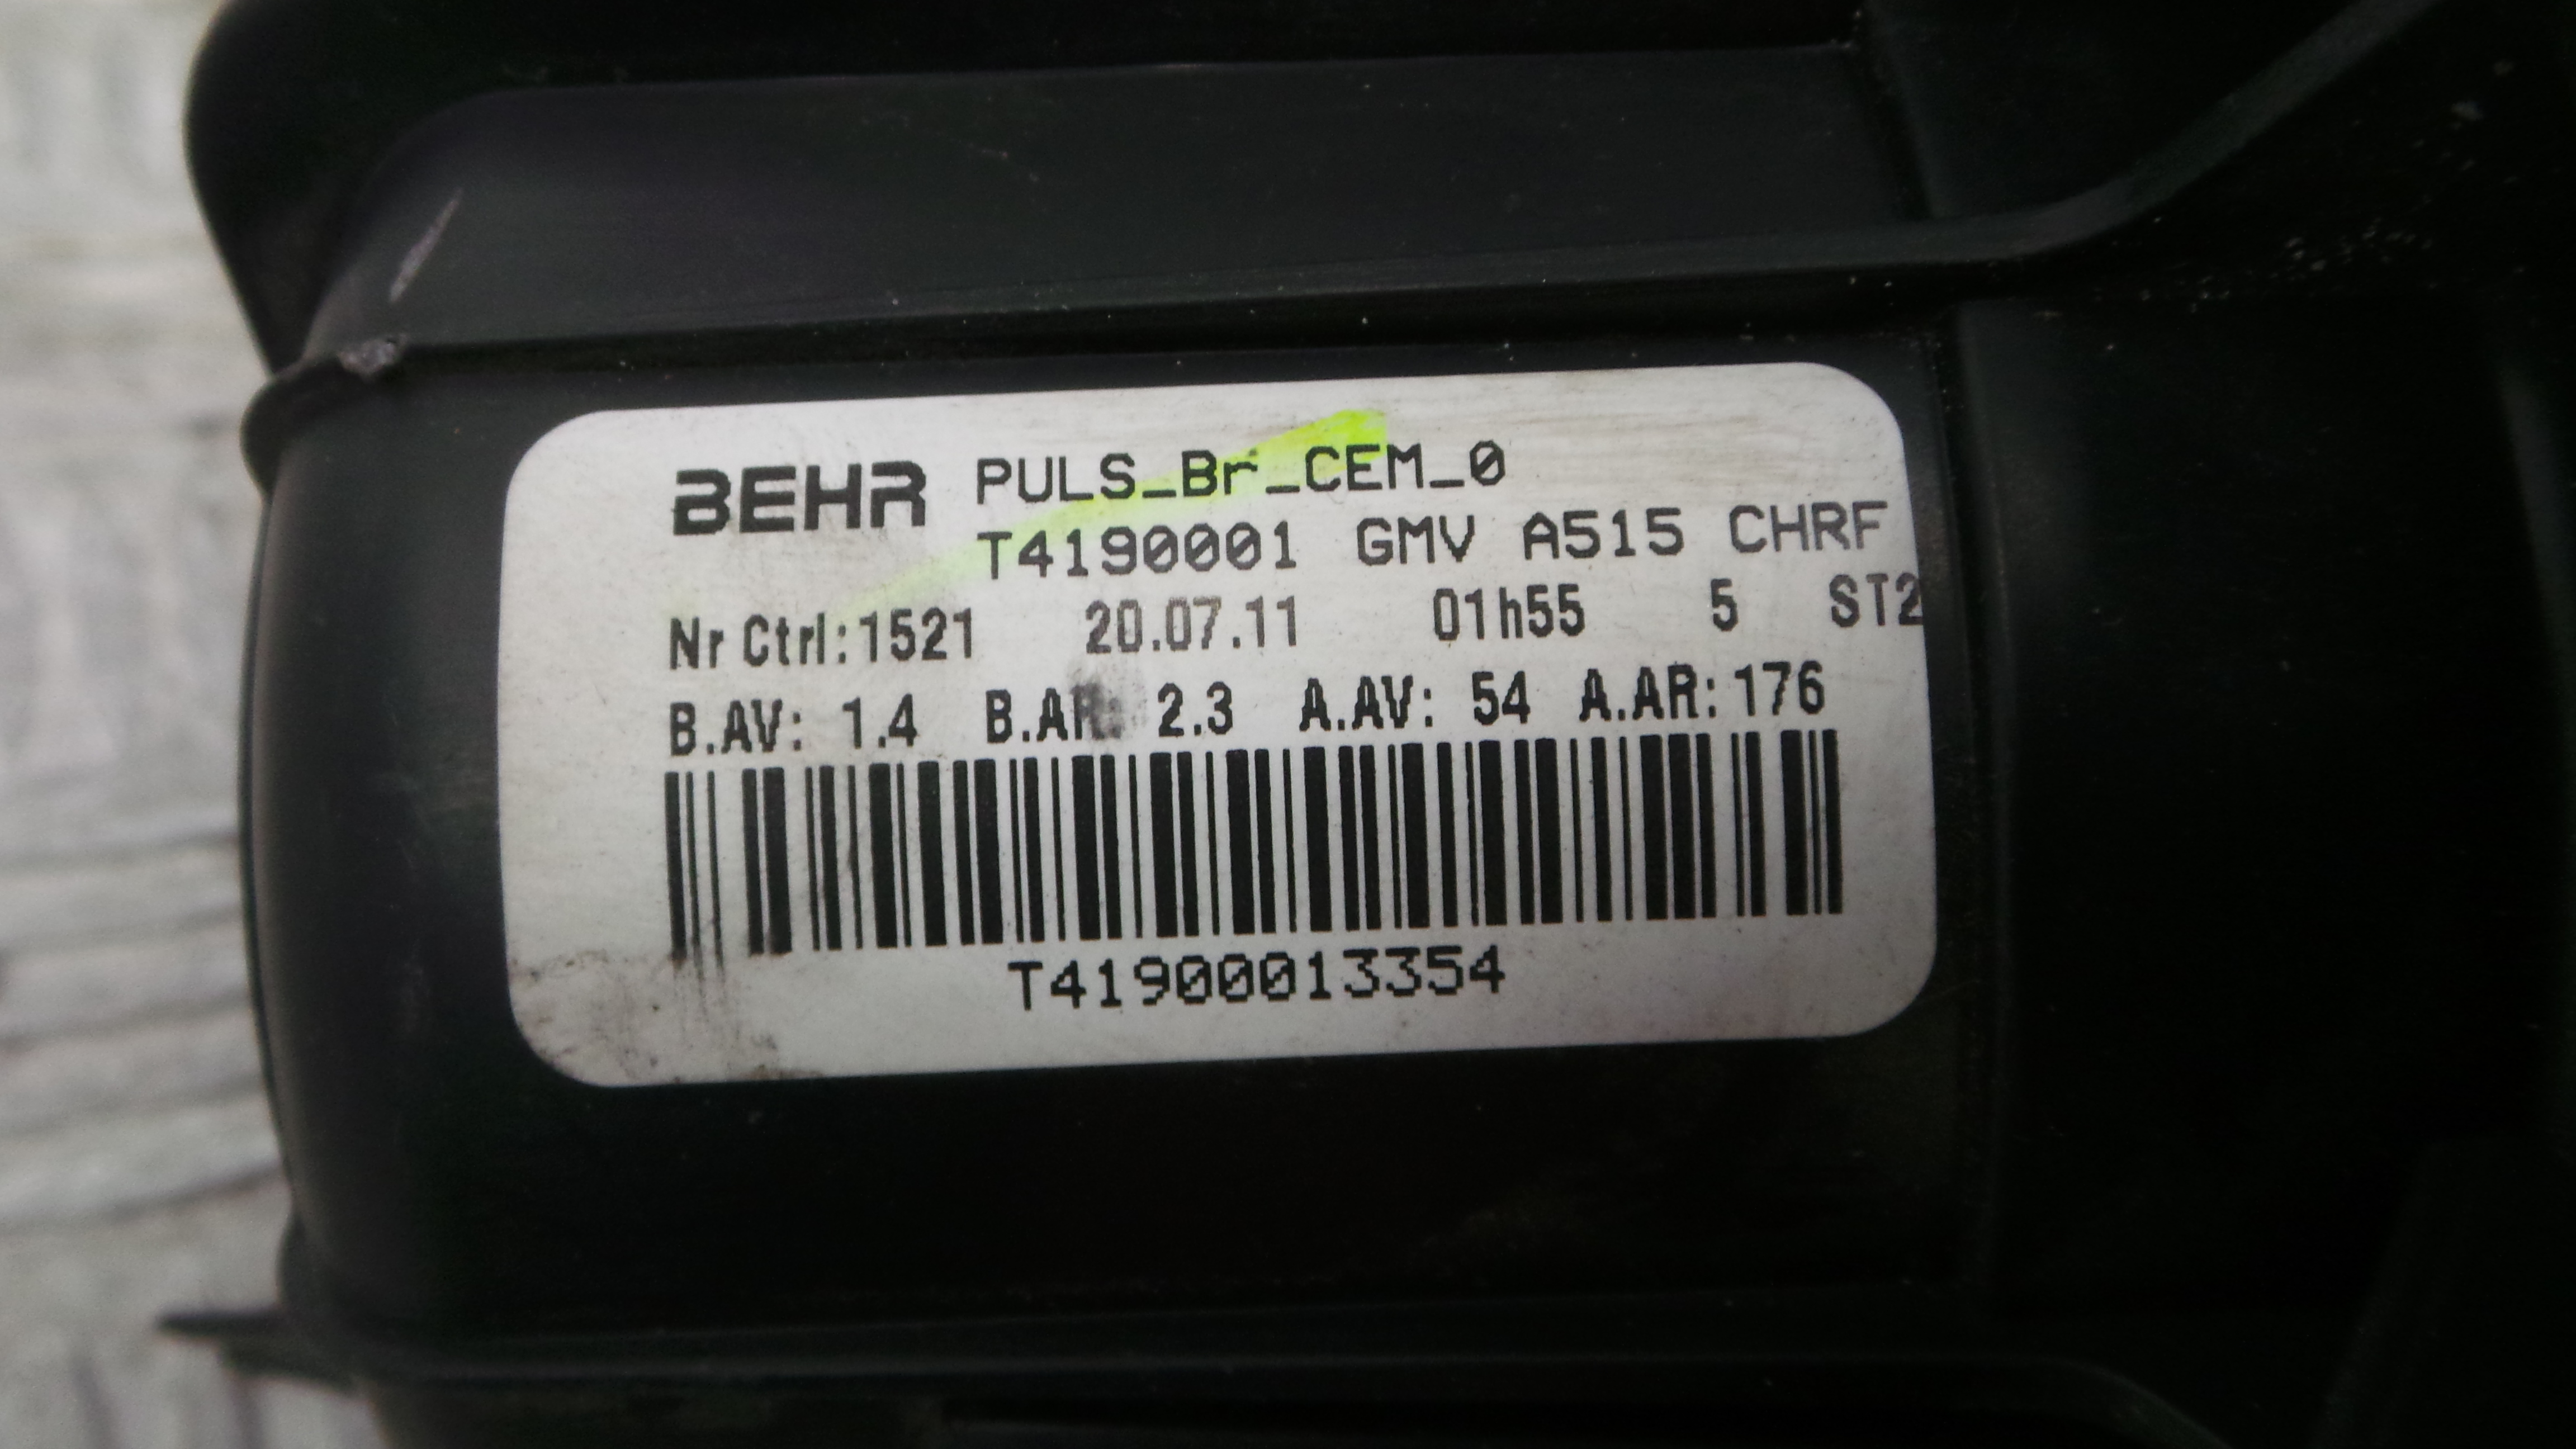 BEHR PULS_Br_CEM_0
T4190001 GMV A515 CHRF
Nr Ctrl:1521 20.07.11 01h55 5 ST2
B.AV: 1.4 B.AR: 2.3 A.AV: 54 A.AR: 176
T41900013354